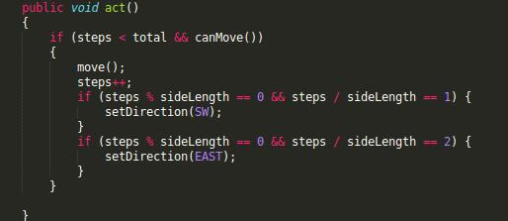 public void act()
{
    if (steps < total && canMove())
    {
        move();
        steps++;
        if (steps % sideLength == 0 && steps / sideLength == 1) {
            setDirection(SW);
        }
        if (steps % sideLength == 0 && steps / sideLength == 2) {
            setDirection(EAST);
        }
    }

}